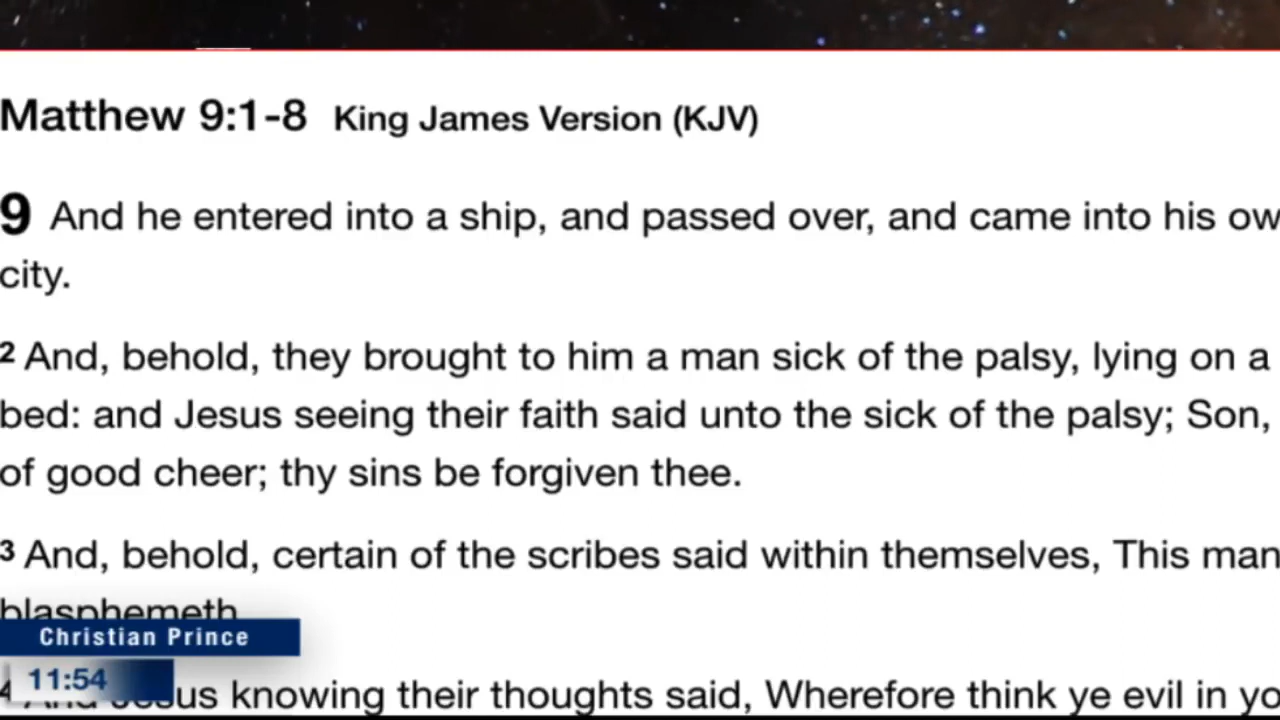 Matthew 9:1-8 King James Version (KJV)
9 And he entered into a ship, and passed over, and came into his ow
city.
2 And, behold, they brought to him a man sick of the palsy, lying on a
bed: and Jesus seeing their faith said unto the sick of the palsy; Son,
of good cheer; thy sins be forgiven thee.
3 And, behold, certain of the scribes said within themselves, This man
blasphemeth
Christian Prince
11:54
4 And Jesus knowing their thoughts said, Wherefore think ye evil in yo